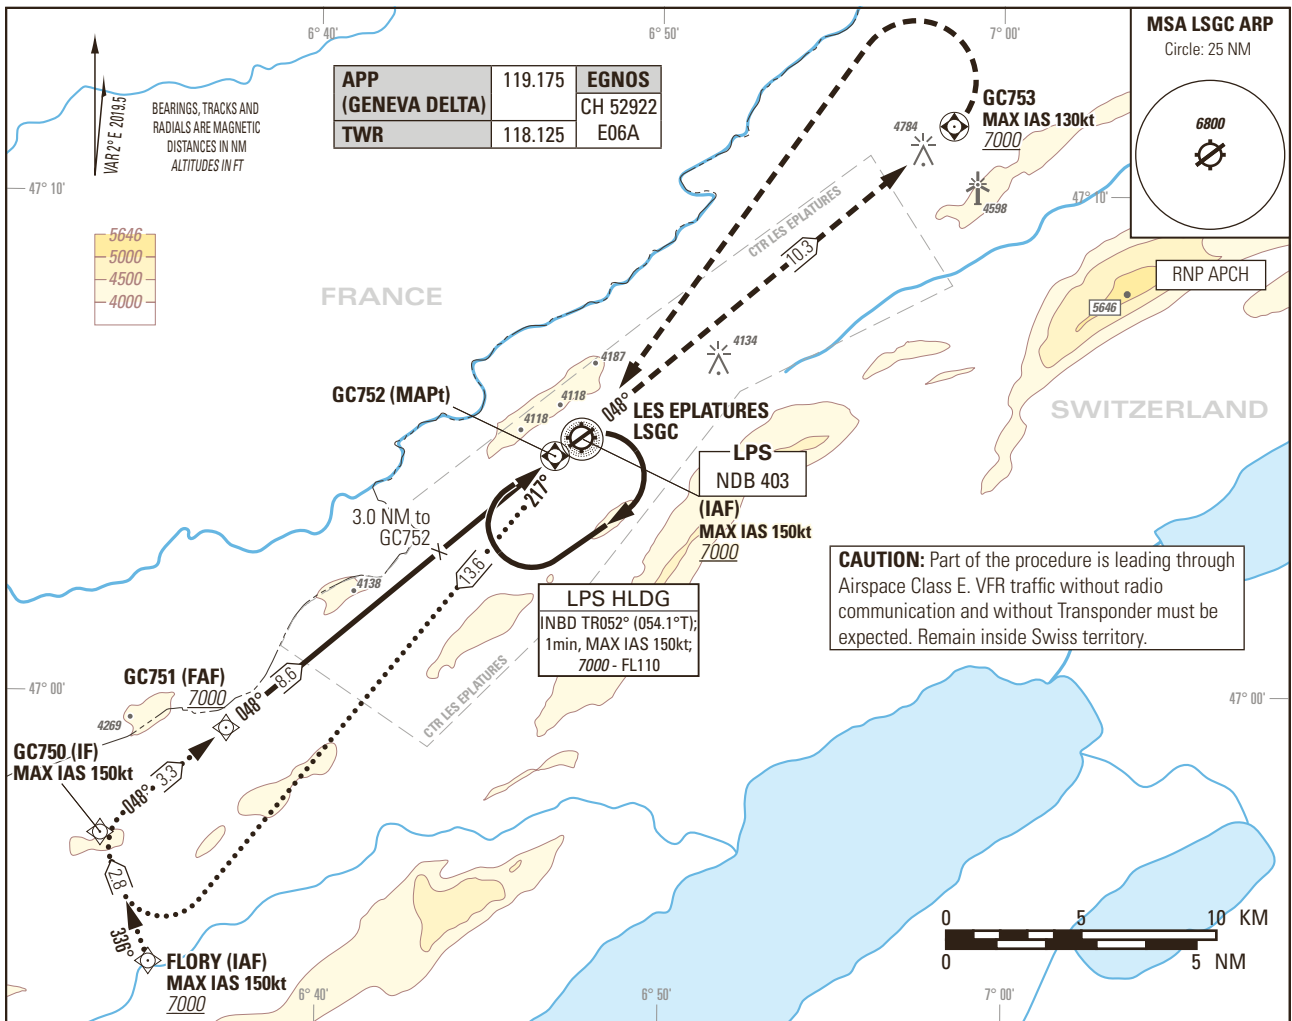 6° 40'
6° 50'
7° 00'
MSA LSGC ARP
Circle: 25 NM
6800
VAR 2° E 2019.5
BEARINGS, TRACKS AND
RADIALS ARE MAGNETIC
DISTANCES IN NM
ALTITUDES IN FT
APP
(GENEVA DELTA)
119.175
EGNOS
CH 52922
E06A
TWR
118.125
GC753
MAX IAS 130kt
7000
4784
4598
47° 10'
47° 10'
CTR LES EPLATURES
10.3
5646
5000
4500
4000
FRANCE
RNP APCH
5646
4134
4187
4118
4118
GC752 (MAPt)
048°
LES EPLATURES
LSGC
SWITZERLAND
LPS
NDB 403
(IAF)
MAX IAS 150kt
7000
217°
3.0 NM to
GC752
13.6
4138
CAUTION: Part of the procedure is leading through
Airspace Class E. VFR traffic without radio
communication and without Transponder must be
expected. Remain inside Swiss territory.
LPS HLDG
INBD TR052° (054.1°T);
1min, MAX IAS 150kt;
7000 - FL110
CTR LES EPLATURES
GC751 (FAF)
7000
8.6
048°
47° 00'
47° 00'
4269
GC750 (IF)
MAX IAS 150kt
048°
3.3
2.8
336°
FLORY (IAF)
MAX IAS 150kt
7000
0 5 10 KM
0 5 NM
6° 40'
6° 50'
7° 00'